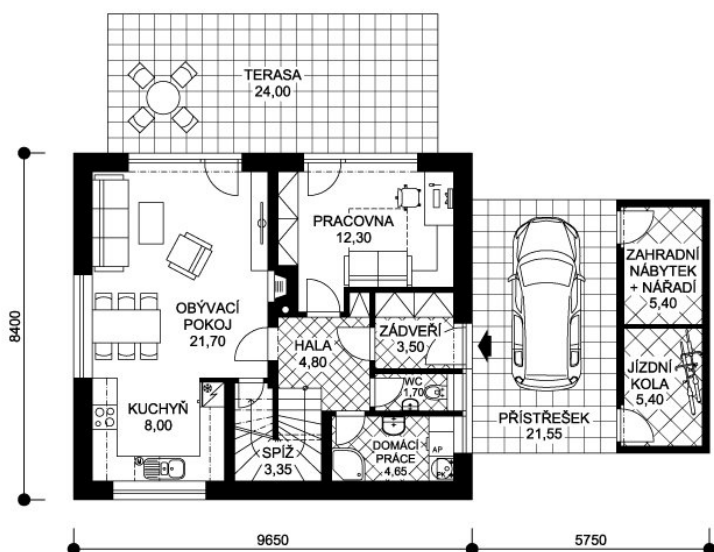 TERASA
24,00
PRACOVNA
12,30
OBÝVACÍ
POKOJ
21,70
ZAHRADNÍ
NÁBYTEK
+ NÁŘADÍ
5,40
ZÁDVEŘÍ
3,50
HALA
4,80
8400
JÍZDNÍ
KOLA
5,40
WC
1,70
KUCHYŇ
8,00
PŘÍSTŘEŠEK
21,55
SPÍŽ
3,35
DOMÁCÍ
PRÁCE
4,65
AP
PK
9650
5750